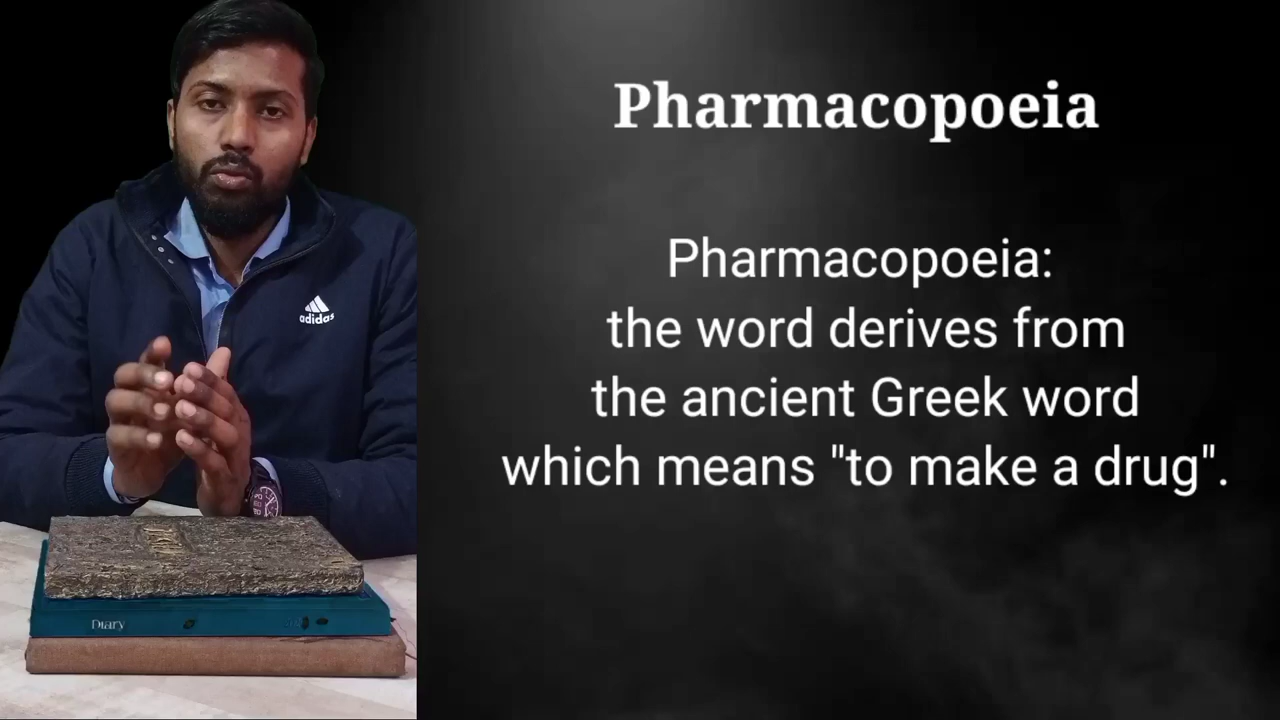 Pharmacopoeia
Pharmacopoeia:
the word derives from
the ancient Greek word
which means "to make a drug".
adidas
Diary